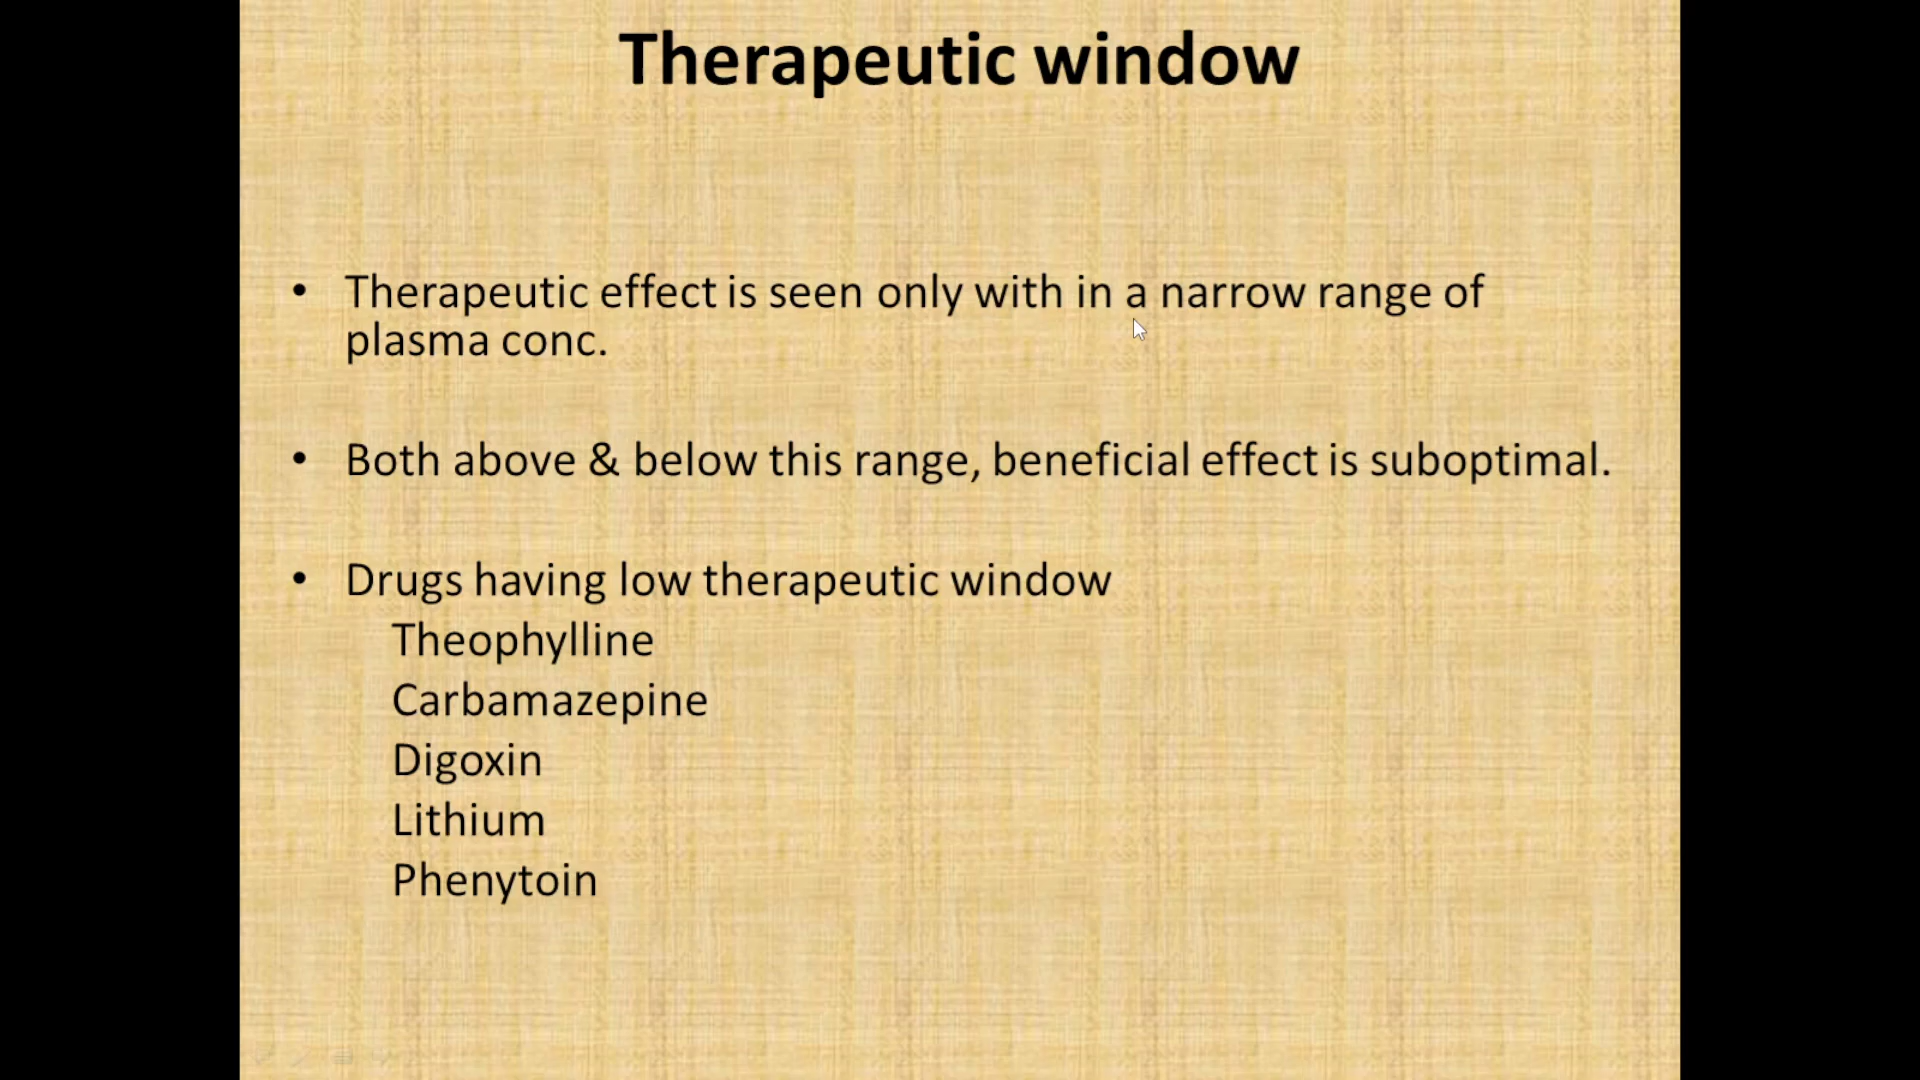 Therapeutic window
• Therapeutic effect is seen only with in a narrow range of
plasma conc.
• Both above & below this range, beneficial effect is suboptimal.
• Drugs having low therapeutic window
Theophylline
Carbamazepine
Digoxin
Lithium
Phenytoin